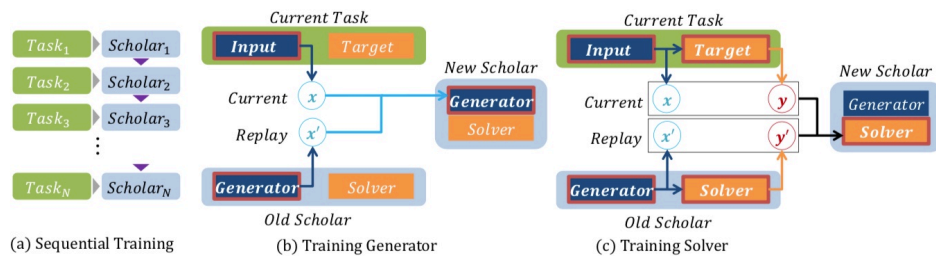 Task₁ Scholar₁
Task₂ Scholar₂
Task₃ Scholar₃
⋮
Task_N Scholar_N
(a) Sequential Training
Current Task
Input Target
Current x
Replay x′
New Scholar
Generator
Solver
Generator Solver
Old Scholar
(b) Training Generator
Current Task
Input Target
Current x y
Replay x′ y′
New Scholar
Generator
Solver
Generator Solver
Old Scholar
(c) Training Solver